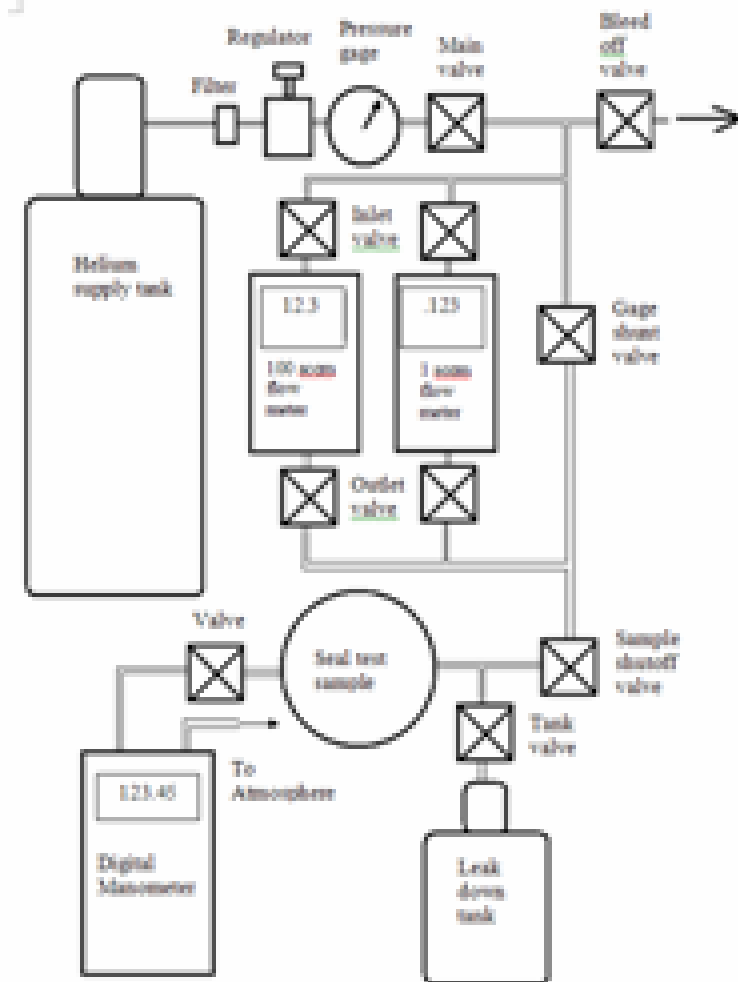 Bleed
off
valve
Pressure
gage
Regulator
Main
valve
Filter
Inlet
valve
Helium
supply tank
12.3
.123
100 sccm
flow
meter
1 sccm
flow
meter
Gage
shunt
valve
Outlet
valve
Valve
Seal test
sample
Sample
shutoff
valve
Tank
valve
To
Atmosphere
123.45
Digital
Manometer
Leak
down
tank